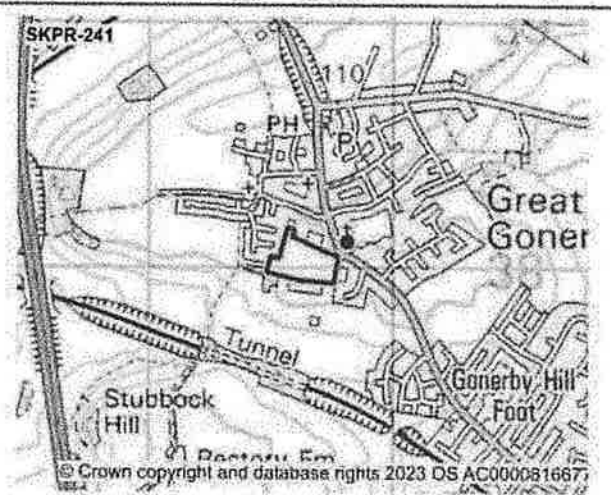 SKPR-241
110
PH
P
Great
Goner
38
Tunnel
Gonerby Hill
Foot
Stubbock
Hill
Rectory Fm
© Crown copyright and database rights 2023 OS AC0000816677